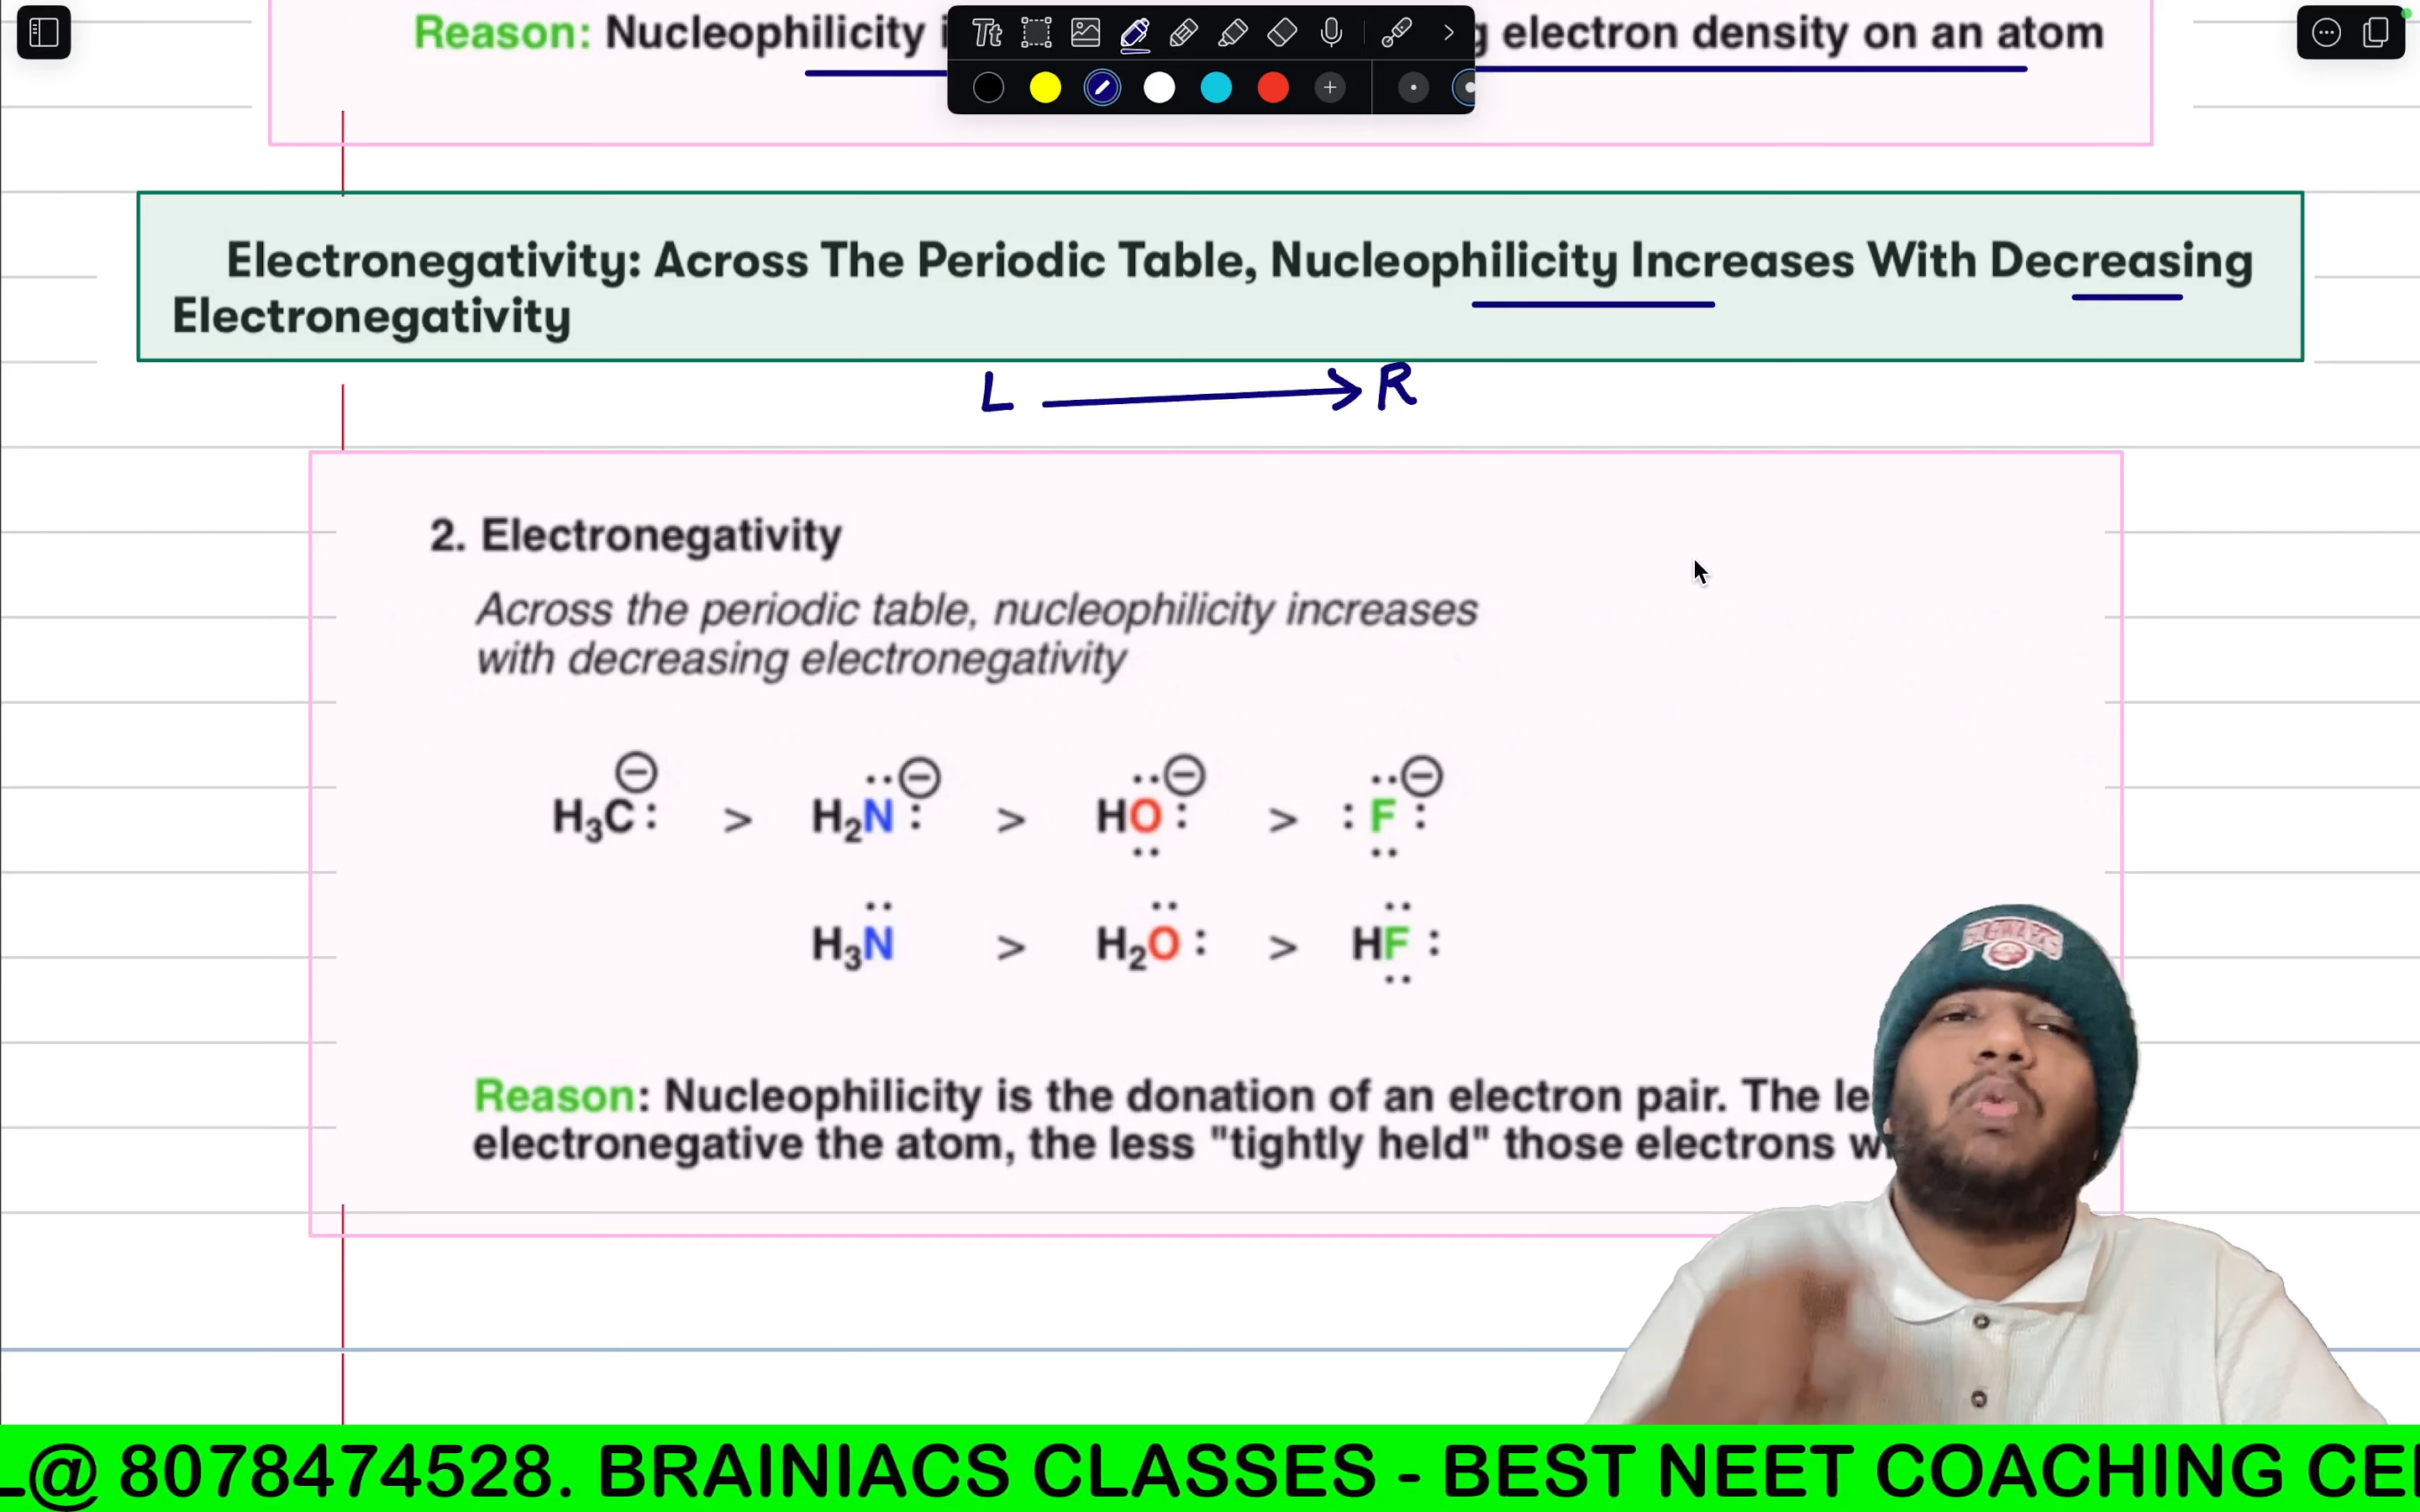 Reason: Nucleophilicity electron density on an atom
Tt
Electronegativity: Across The Periodic Table, Nucleophilicity Increases With Decreasing
Electronegativity
L → R
2. Electronegativity
Across the periodic table, nucleophilicity increases
with decreasing electronegativity
H₃C:⊖ > H₂N:⊖ > HO:⊖ > :F:⊖
H₃N > H₂O: > HF:
Reason: Nucleophilicity is the donation of an electron pair. The
electronegative the atom, the less "tightly held" those electrons
@ 8078474528. BRAINIACS CLASSES - BEST NEET COACHING